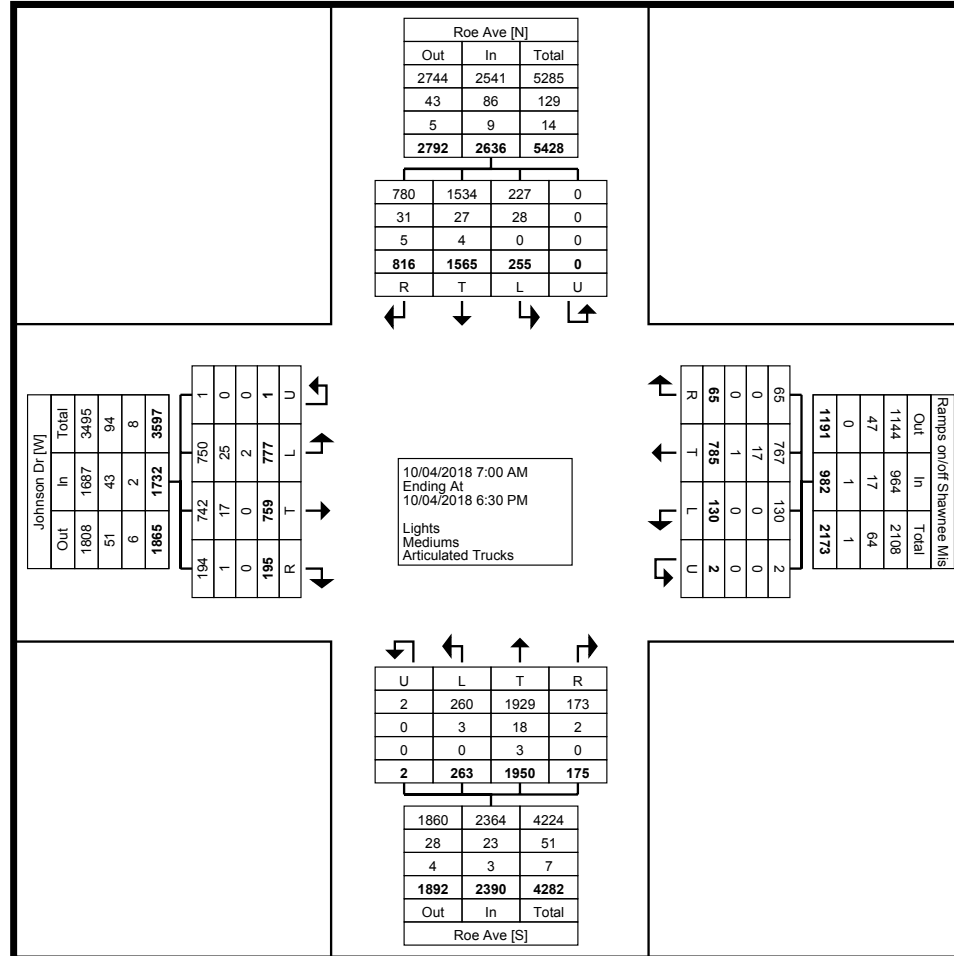 Roe Ave [N]
Out In Total
2744 2541 5285
43 86 129
5 9 14
2792 2636 5428
780 1534 227 0
31 27 28 0
5 4 0 0
816 1565 255 0
R T L U
Johnson Dr [W]
Total In Out
3495 1687 1808
94 43 51
8 2 6
3597 1732 1865
1 750 742 194
0 25 17 1
0 2 0 0
1 777 759 195
U L T R
10/04/2018 7:00 AM
Ending At
10/04/2018 6:30 PM
Lights
Mediums
Articulated Trucks
R T L U
65 785 130 2
0 1 0 0
0 17 0 0
65 767 130 2
Ramps on/off Shawnee Mis
Out In Total
1144 964 2108
47 17 64
0 1 1
1191 982 2173
U L T R
2 260 1929 173
0 3 18 2
0 0 3 0
2 263 1950 175
1860 2364 4224
28 23 51
4 3 7
1892 2390 4282
Out In Total
Roe Ave [S]